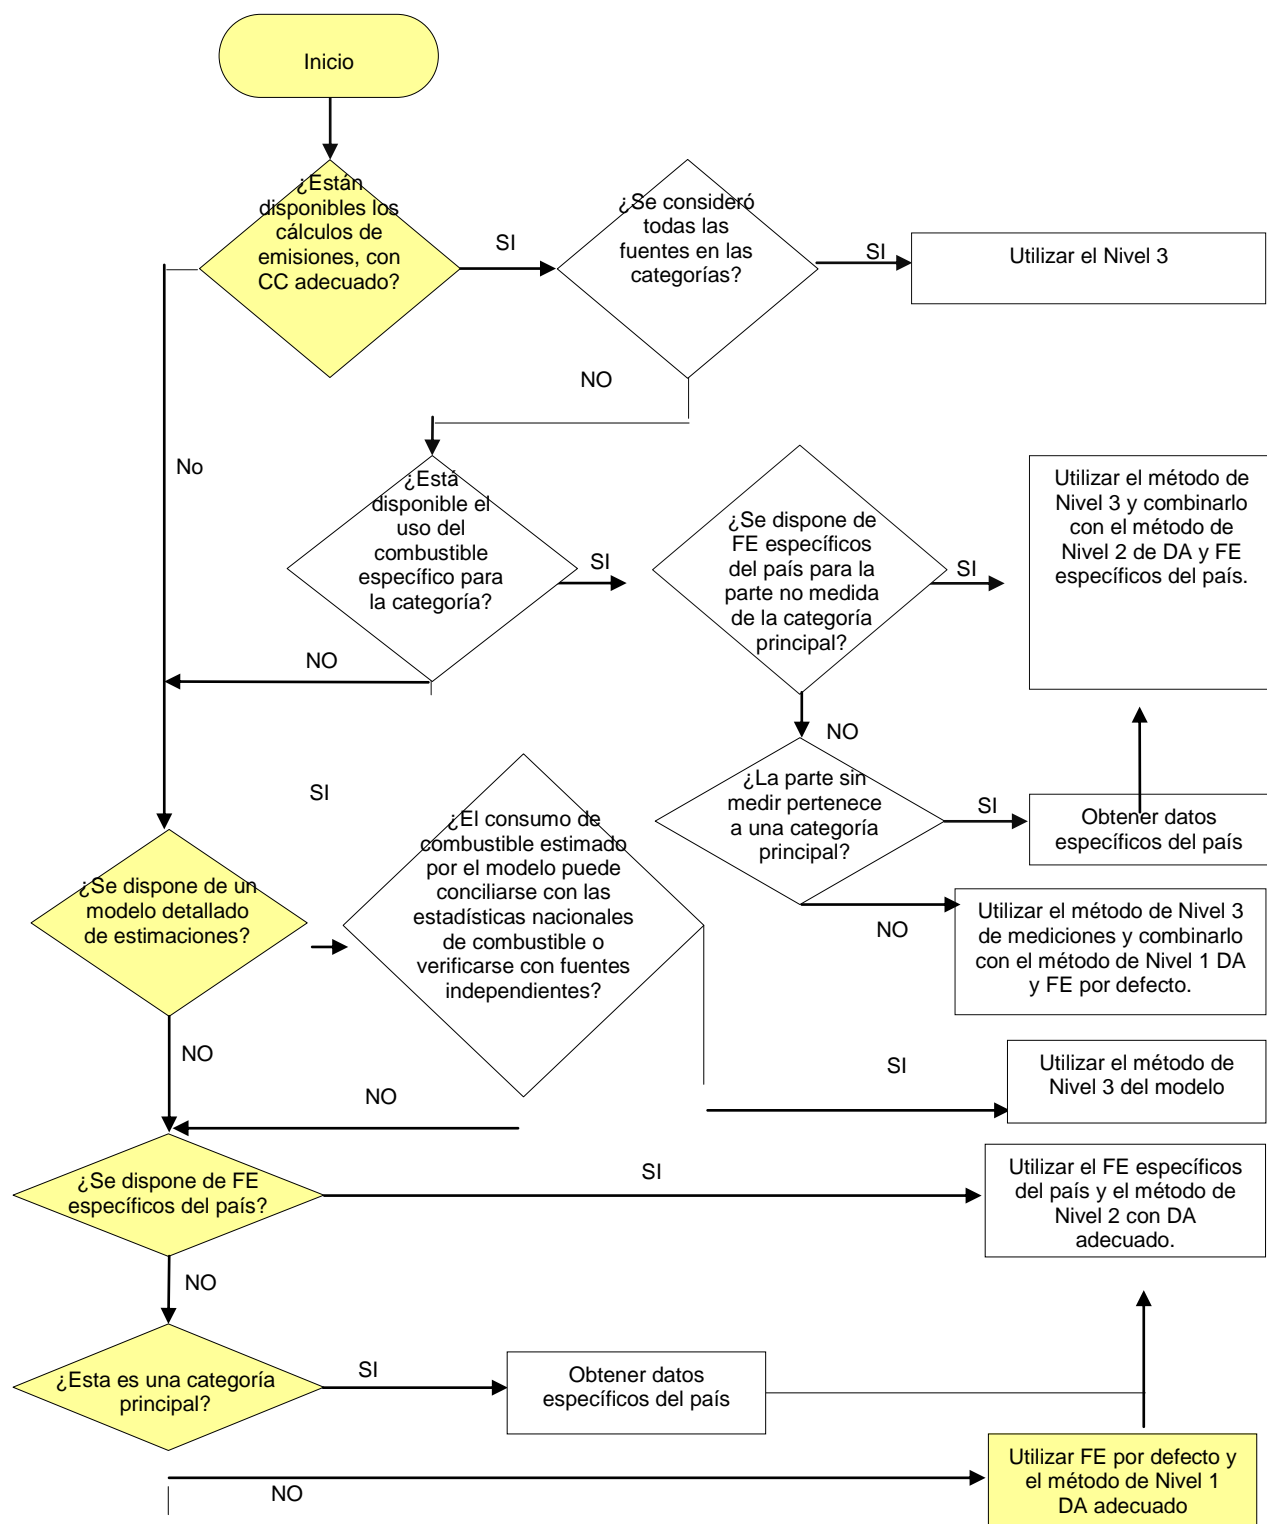 Inicio
¿Están
disponibles los
cálculos de
emisiones, con
CC adecuado?
SI
¿Se consideró
todas las
fuentes en las
categorías?
SI
Utilizar el Nivel 3
NO
No
¿Está
disponible el
uso del
combustible
específico para
la categoría?
SI
¿Se dispone de
FE específicos
del país para la
parte no medida
de la categoría
principal?
SI
Utilizar el método de
Nivel 3 y combinarlo
con el método de
Nivel 2 de DA y FE
específicos del país.
NO
NO
¿La parte sin
medir pertenece
a una categoría
principal?
SI
Obtener datos
específicos del país
NO
Utilizar el método de Nivel 3
de mediciones y combinarlo
con el método de Nivel 1 DA
y FE por defecto.
SI
¿Se dispone de un
modelo detallado
de estimaciones?
¿El consumo de
combustible estimado
por el modelo puede
conciliarse con las
estadísticas nacionales
de combustible o
verificarse con fuentes
independientes?
NO
NO
SI
Utilizar el método de
Nivel 3 del modelo
¿Se dispone de FE
específicos del país?
SI
Utilizar el FE específicos
del país y el método de
Nivel 2 con DA
adecuado.
NO
¿Esta es una categoría
principal?
SI
Obtener datos
específicos del país
NO
Utilizar FE por defecto y
el método de Nivel 1
DA adecuado